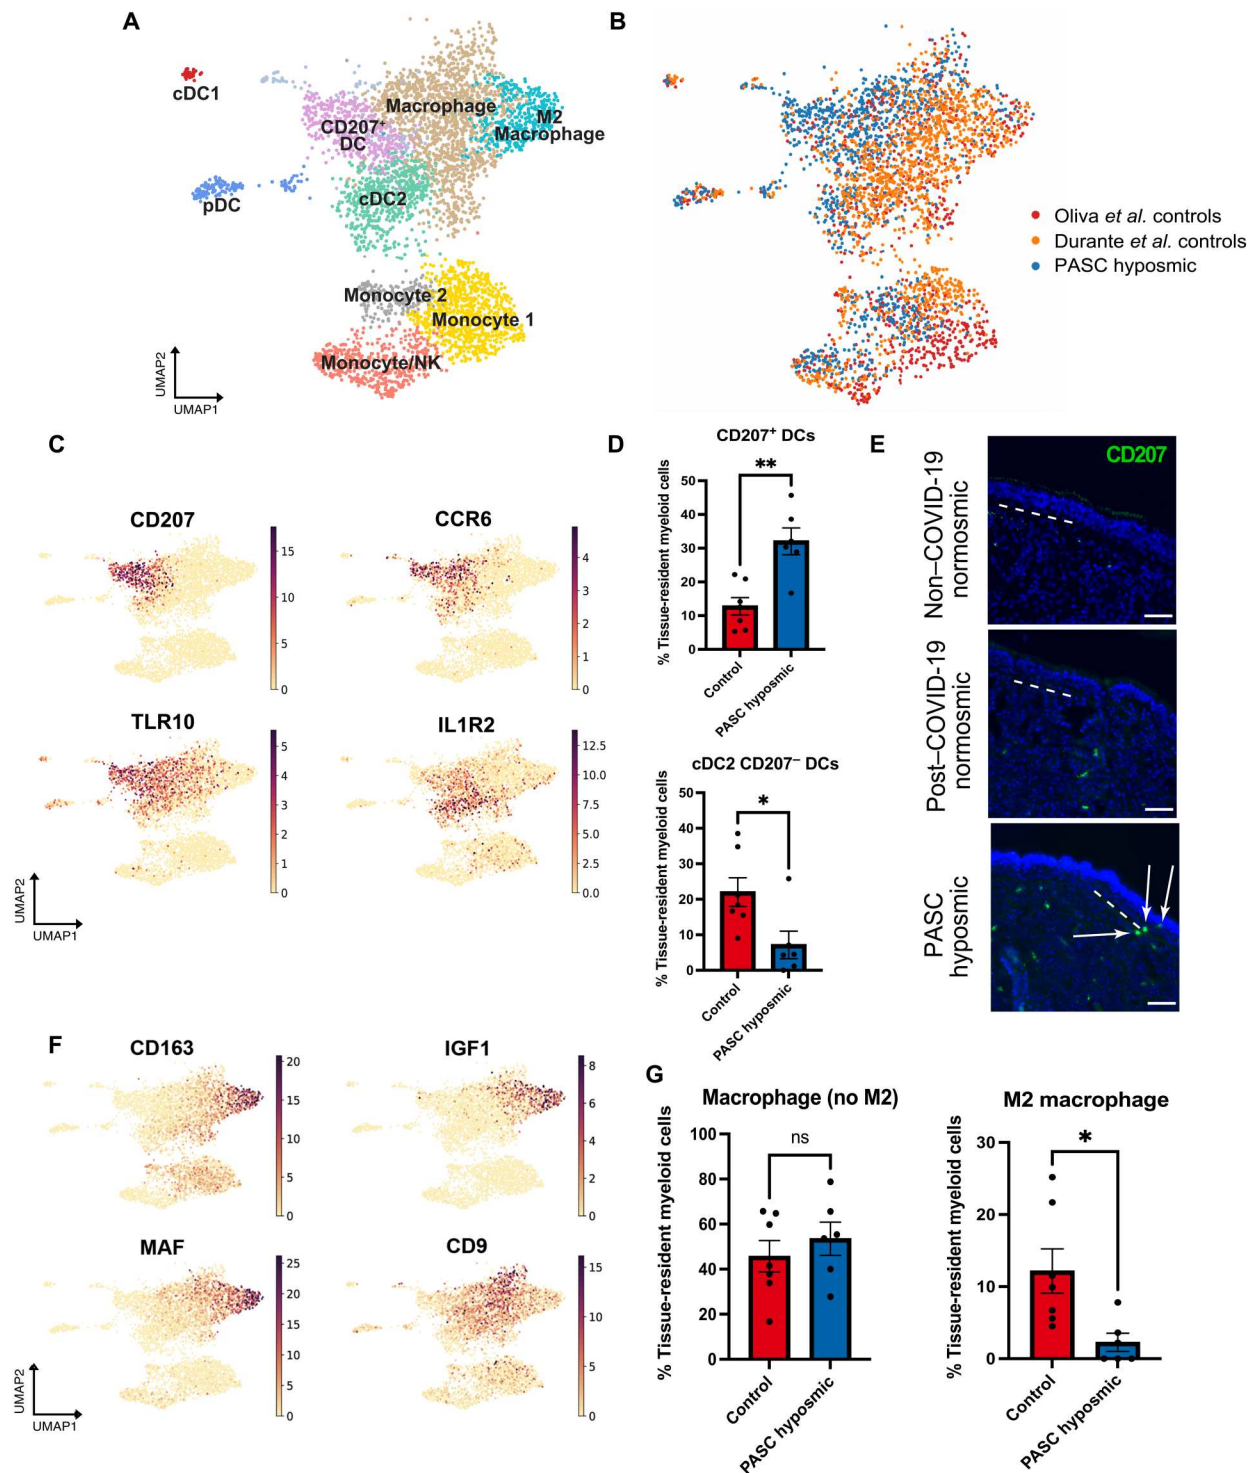 A
cDC1
Macrophage
M2
Macrophage
CD207⁺
DC
pDC
cDC2
Monocyte 2
Monocyte 1
Monocyte/NK
UMAP2
UMAP1
B
Oliva et al. controls
Durante et al. controls
PASC hyposmic
C
CD207
15
10
5
0
CCR6
4
3
2
1
0
TLR10
5
4
3
2
1
0
IL1R2
12.5
10.0
7.5
5.0
2.5
0.0
UMAP2
UMAP1
D
CD207⁺ DCs
**
% Tissue-resident myeloid cells
50
40
30
20
10
0
Control
PASC hyposmic
cDC2 CD207⁻ DCs
*
% Tissue-resident myeloid cells
50
40
30
20
10
0
Control
PASC hyposmic
E
CD207
Non–COVID-19
normosmic
Post–COVID-19
normosmic
PASC
hyposmic
F
CD163
20
15
10
5
0
IGF1
8
6
4
2
0
MAF
25
20
15
10
5
0
CD9
15
10
5
0
UMAP2
UMAP1
G
Macrophage (no M2)
ns
% Tissue-resident myeloid cells
100
80
60
40
20
0
Control
PASC hyposmic
M2 macrophage
*
% Tissue-resident myeloid cells
30
20
10
0
Control
PASC hyposmic